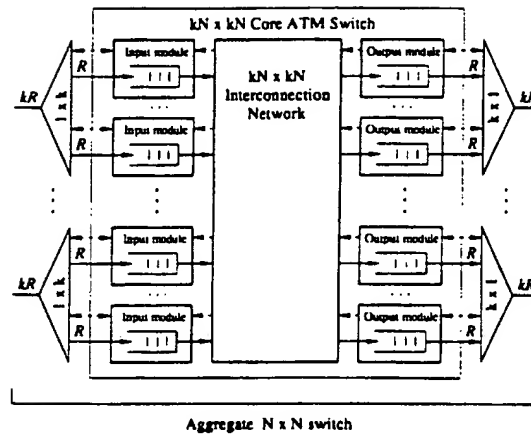 kN x kN Core ATM Switch
Input module
Output module
R
R
kN x kN
Interconnection
Network
kR
1 x k
k x 1
kR
Input module
Output module
R
R
Input module
Output module
R
R
kR
1 x k
k x 1
kR
Input module
Output module
R
R
Aggregate N x N switch